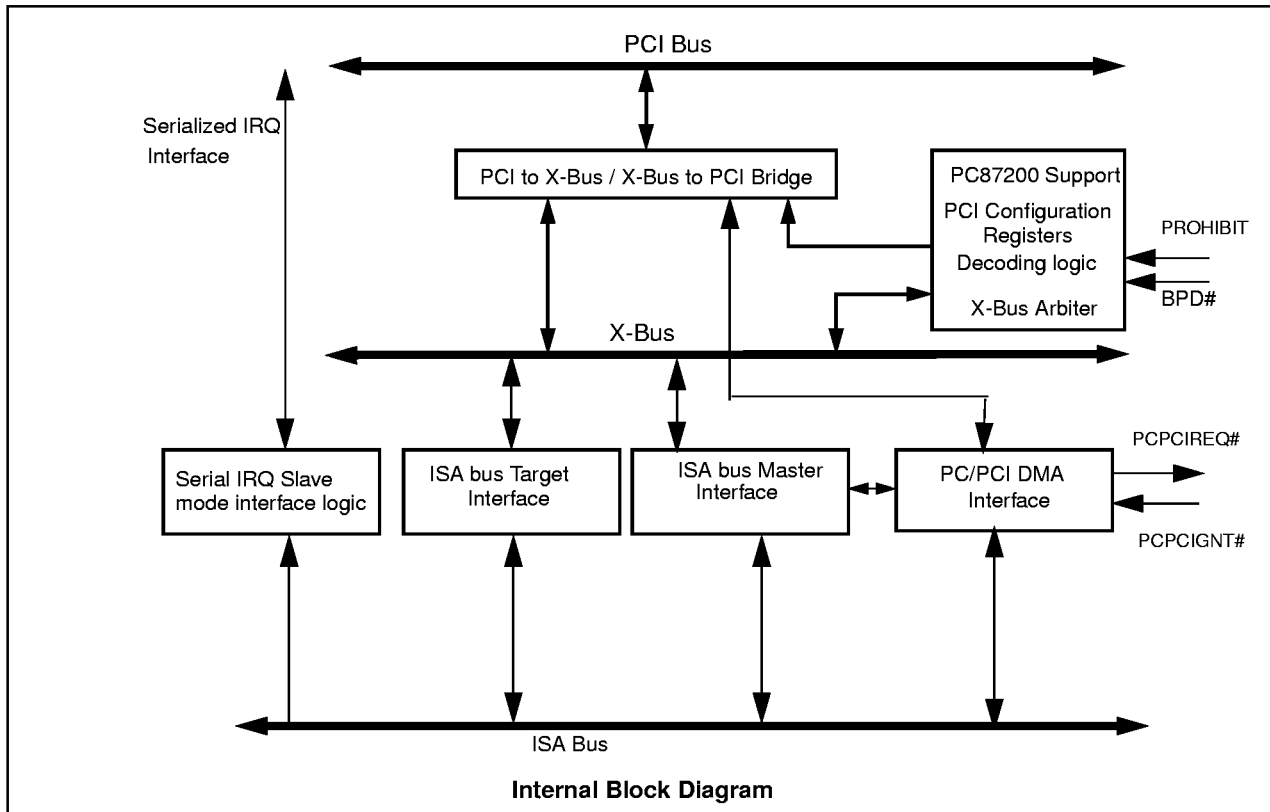 PCI Bus
Serialized IRQ
Interface
PCI to X-Bus / X-Bus to PCI Bridge
PC87200 Support
PCI Configuration
Registers
Decoding logic
X-Bus Arbiter
PROHIBIT
BPD#
X-Bus
Serial IRQ Slave
mode interface logic
ISA bus Target
Interface
ISA bus Master
Interface
PC/PCI DMA
Interface
PCPCIREQ#
PCPCIGNT#
ISA Bus
Internal Block Diagram